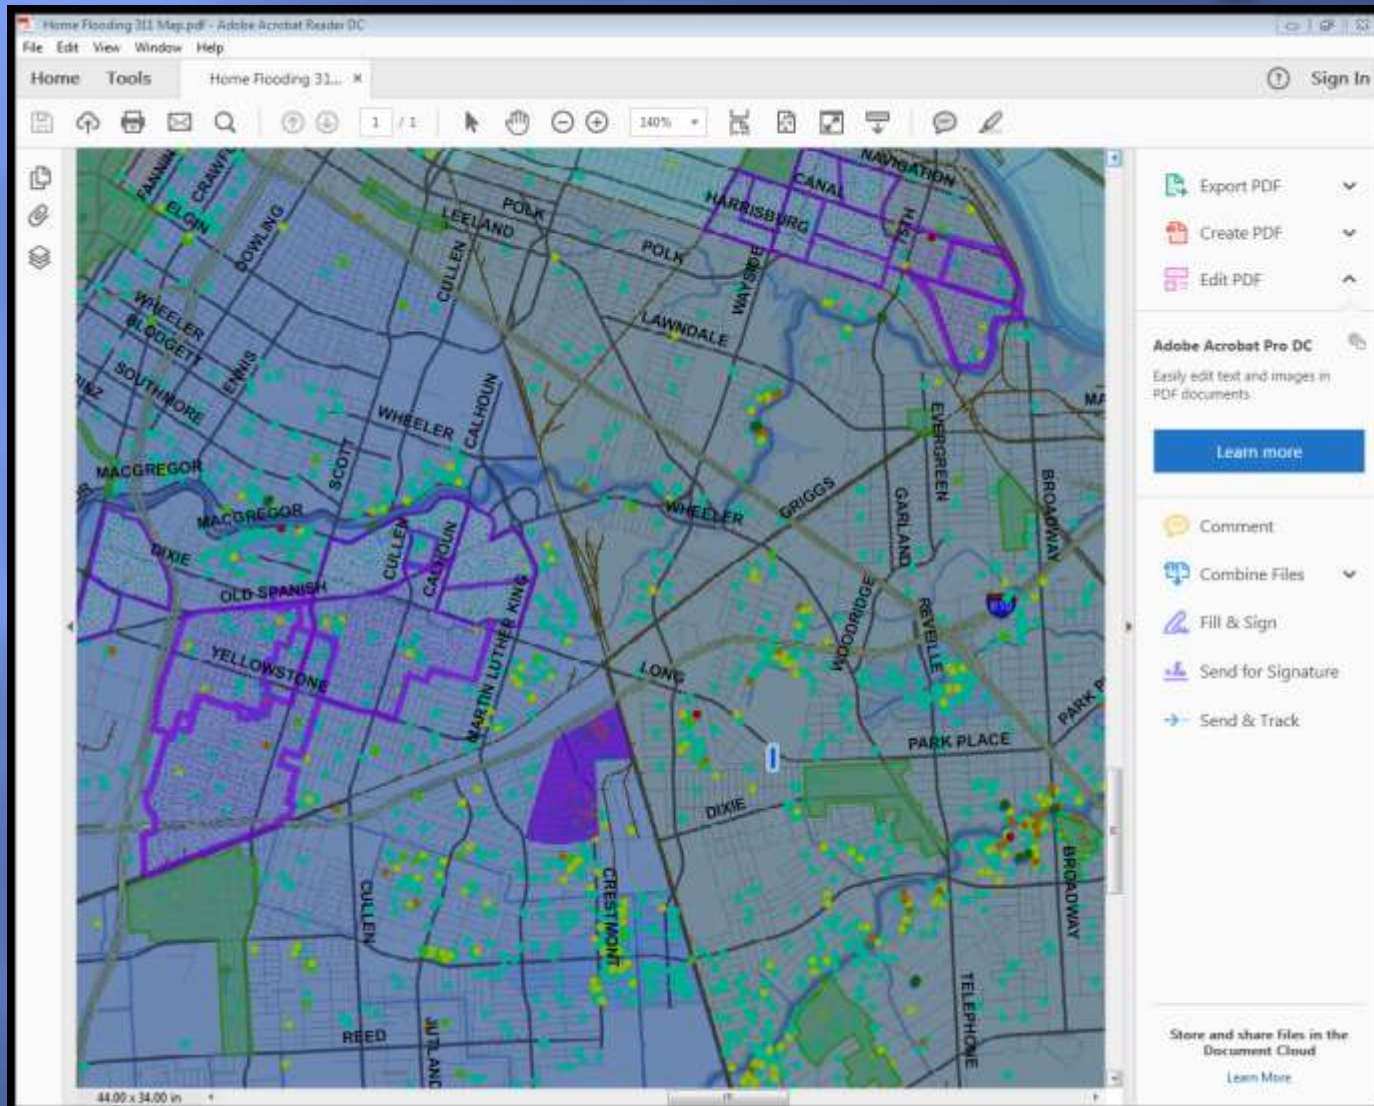 Home Flooding 311 Map.pdf - Adobe Acrobat Reader DC
File Edit View Window Help
Home Tools Home Flooding 31... × Sign In
1 / 1 140%
Export PDF
Create PDF
Edit PDF
Adobe Acrobat Pro DC
Easily edit text and images in
PDF documents
Learn more
Comment
Combine Files
Fill & Sign
Send for Signature
Send & Track
Store and share files in the
Document Cloud
Learn More
FANNIN
CRAWF
ELGIN
DOWLING
LEELAND
POLK
CULLEN
POLK
HARRISBURG
CANAL
NAVIGATION
75TH
WAYSIDE
LAWNDALE
WHEELER
BLODGETT
SOUTHMORE
ENNIS
SCOTT
WHEELER
CALHOUN
MACGREGOR
MACGREGOR
DIXIE
OLD SPANISH
CULLEN
CALHOUN
YELLOWSTONE
MARTIN LUTHER KING
WHEELER
GRIGGS
GARLAND
EVERGREEN
BROADWAY
MA
LONG
WOODRIDGE
REVEILLE
PARK PLACE
PARK P
DIXIE
BROADWAY
CULLEN
CRESTMONT
REED
JUTLAND
TELEPHONE
44.00 x 34.00 in